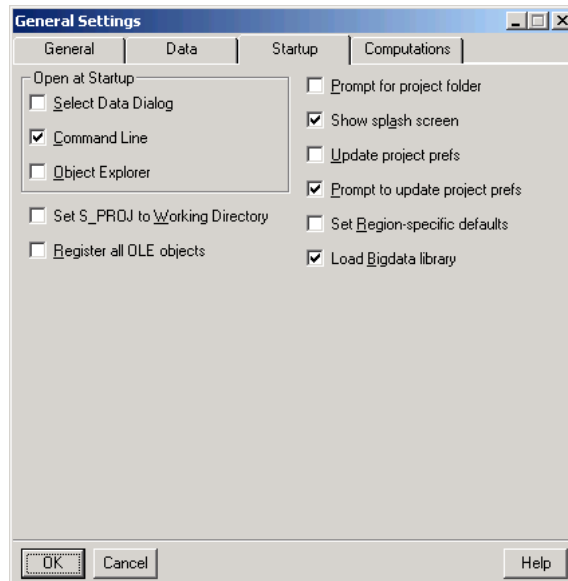 General Settings
General
Data
Startup
Computations
Open at Startup
Select Data Dialog
Command Line
Object Explorer
Set S_PROJ to Working Directory
Register all OLE objects
Prompt for project folder
Show splash screen
Update project prefs
Prompt to update project prefs
Set Region-specific defaults
Load Bigdata library
OK
Cancel
Help